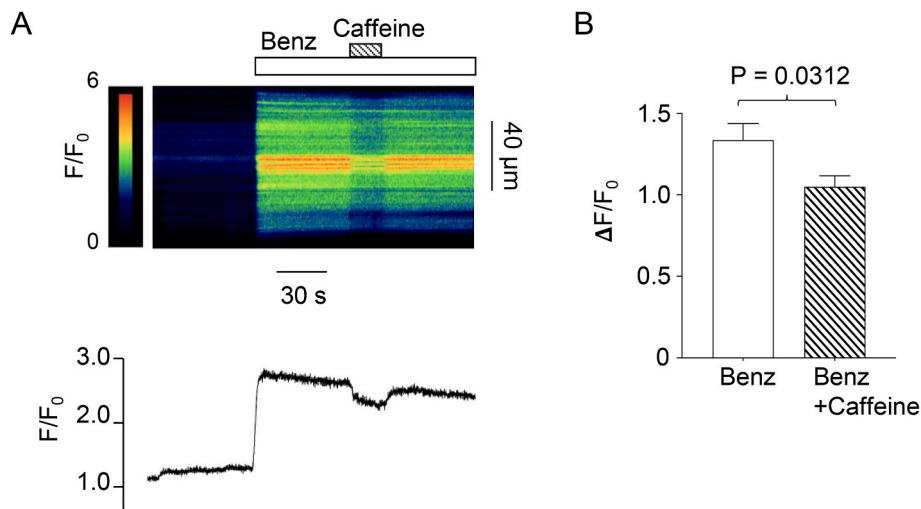 A
Benz
Caffeine
6
F/F₀
0
40 µm
30 s
3.0
2.0
1.0
F/F₀
B
P = 0.0312
1.5
1.0
0.5
0
ΔF/F₀
Benz
Benz
+Caffeine